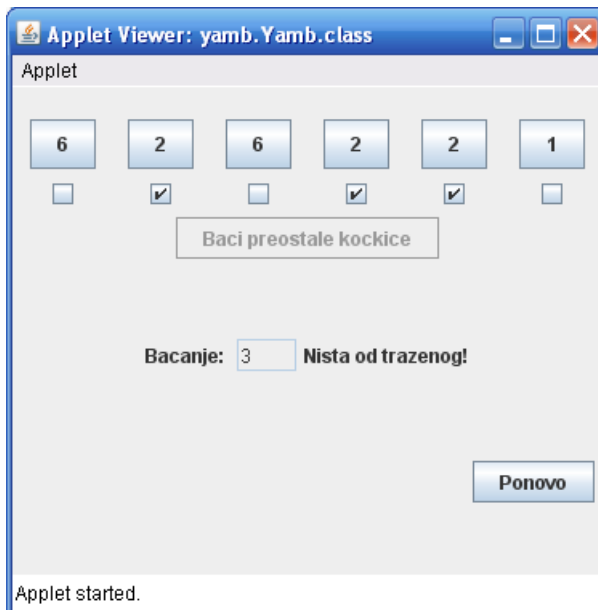 Applet Viewer: yamb.Yamb.class
Applet
6 2 6 2 2 1
Baci preostale kockice
Bacanje: 3 Nista od trazenog!
Ponovo
Applet started.